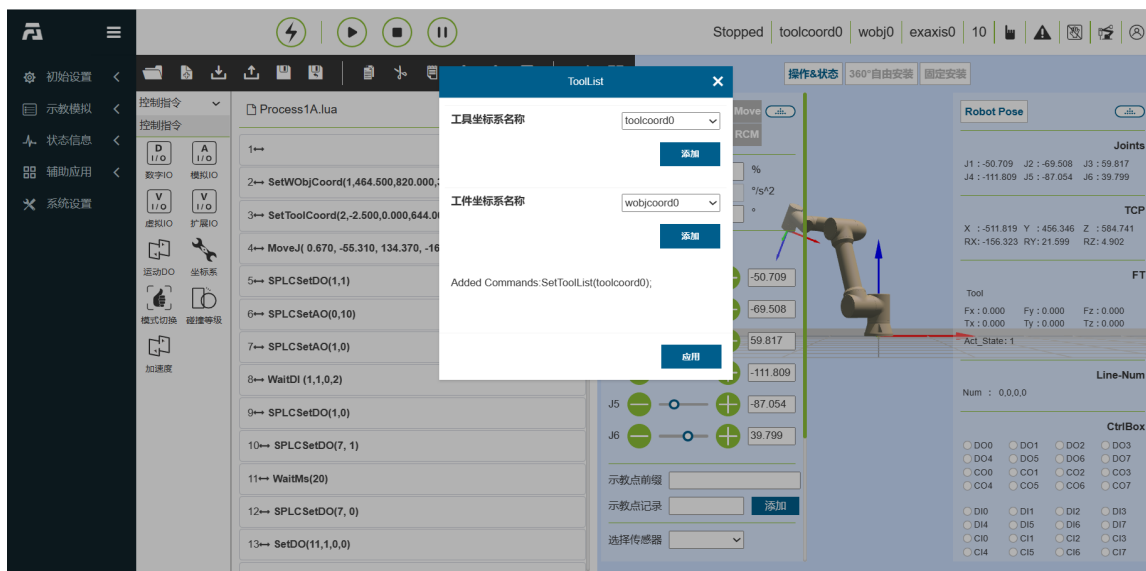 Stopped toolcoord0 wobj0 exaxis0 10
初始设置
示教模拟
状态信息
辅助应用
系统设置
控制指令
控制指令
D I/O
A I/O
数字IO 模拟IO
V I/O
V I/O
虚拟IO 扩展IO
运动DO 坐标系
模式切换 碰撞等级
加速度
Process1A.lua
1
2 SetWObjCoord(1,464.500,820.000,
3 SetToolCoord(2,-2.500,0.000,644.0
4 MoveJ( 0.670, -55.310, 134.370, -16
5 SPLCSetDO(1,1)
6 SPLCSetAO(0,10)
7 SPLCSetAO(1,0)
8 WaitDI (1,1,0,2)
9 SPLCSetDO(1,0)
10 SPLCSetDO(7, 1)
11 WaitMs(20)
12 SPLCSetDO(7, 0)
13 SetDO(11,1,0,0)
ToolList
工具坐标系名称 toolcoord0
添加
工件坐标系名称 wobjcoord0
添加
Added Commands:SetToolList(toolcoord0);
应用
操作&状态 360°自由安装 固定安装
Move
RCM
%
°/s^2
°
-50.709
-69.508
59.817
-111.809
J5 -87.054
J6 39.799
示教点前缀
示教点记录 添加
选择传感器
Robot Pose
Joints
J1 :-50.709 J2 :-69.508 J3 :59.817
J4 :-111.809 J5 :-87.054 J6 :39.799
TCP
X :-511.819 Y :456.346 Z :584.741
RX:-156.323 RY:21.599 RZ:4.902
FT
Tool
Fx :0.000 Fy :0.000 Fz :0.000
Tx :0.000 Ty :0.000 Tz :0.000
Act_State: 1
Line-Num
Num : 0,0,0,0
CtrlBox
DO0 DO1 DO2 DO3
DO4 DO5 DO6 DO7
CO0 CO1 CO2 CO3
CO4 CO5 CO6 CO7
DI0 DI1 DI2 DI3
DI4 DI5 DI6 DI7
CI0 CI1 CI2 CI3
CI4 CI5 CI6 CI7